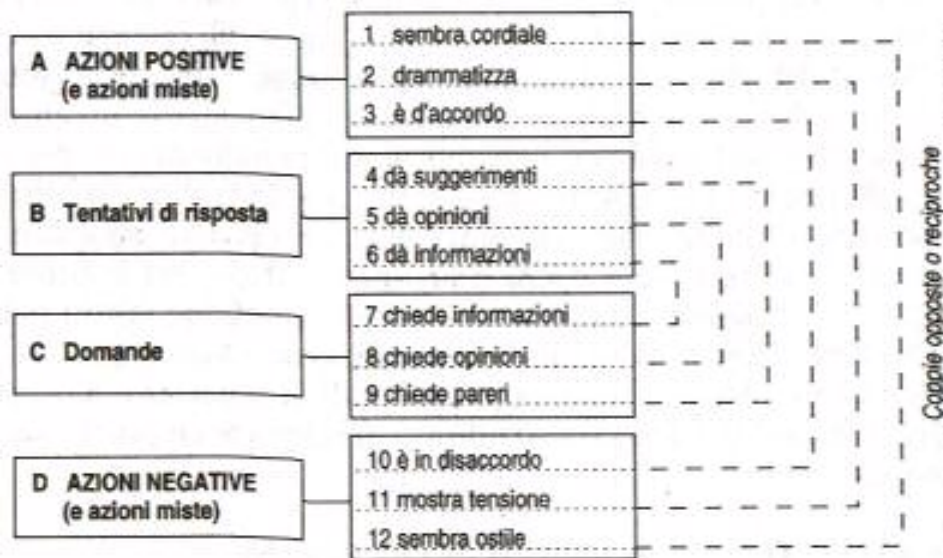 A AZIONI POSITIVE
(e azioni miste)
1 sembra cordiale
2 drammatizza
3 è d'accordo
B Tentativi di risposta
4 dà suggerimenti
5 dà opinioni
6 dà informazioni
C Domande
7 chiede informazioni
8 chiede opinioni
9 chiede pareri
D AZIONI NEGATIVE
(e azioni miste)
10 è in disaccordo
11 mostra tensione
12 sembra ostile
Coppie opposte o reciproche